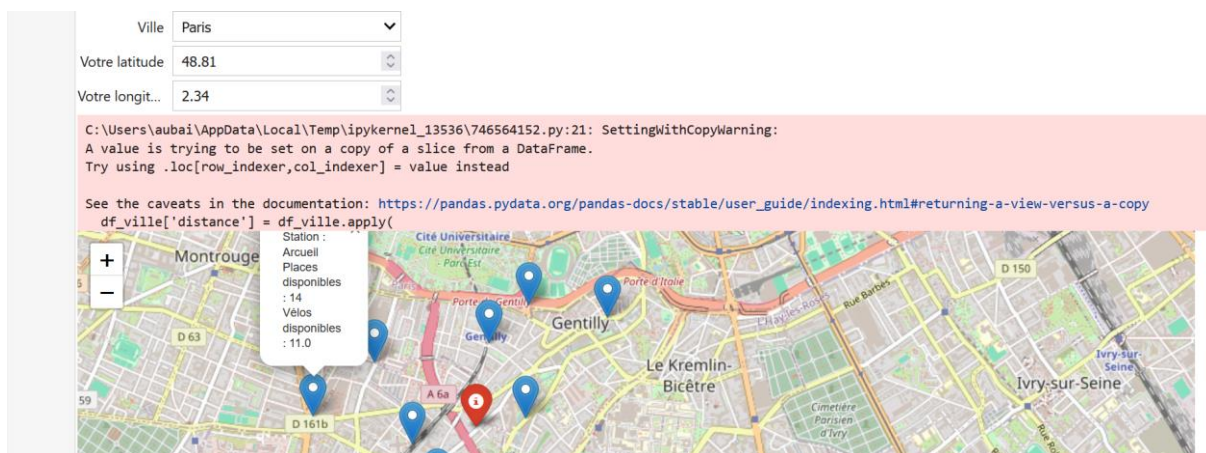 Ville Paris
Votre latitude 48.81
Votre longit... 2.34
C:\Users\aubai\AppData\Local\Temp\ipykernel_13536\746564152.py:21: SettingWithCopyWarning:
A value is trying to be set on a copy of a slice from a DataFrame.
Try using .loc[row_indexer,col_indexer] = value instead
See the caveats in the documentation: https://pandas.pydata.org/pandas-docs/stable/user_guide/indexing.html#returning-a-view-versus-a-copy
df_ville['distance'] = df_ville.apply(
+
−
Montrouge
Station :
Arcueil
Places
disponibles
: 14
Vélos
disponibles
: 11.0
Cité Universitaire
Cité Universitaire
- Parc Est
Porte d'Italie
D 150
Rue Barbès
L'Haÿ-les-Roses
Porte de Gentilly
Gentilly
Gentilly
D 63
Le Kremlin-
Bicêtre
Ivry-sur-
Seine
Ivry-sur-Seine
59
A 6a
i
D 161b
Cimetière
Parisien
d'Ivry